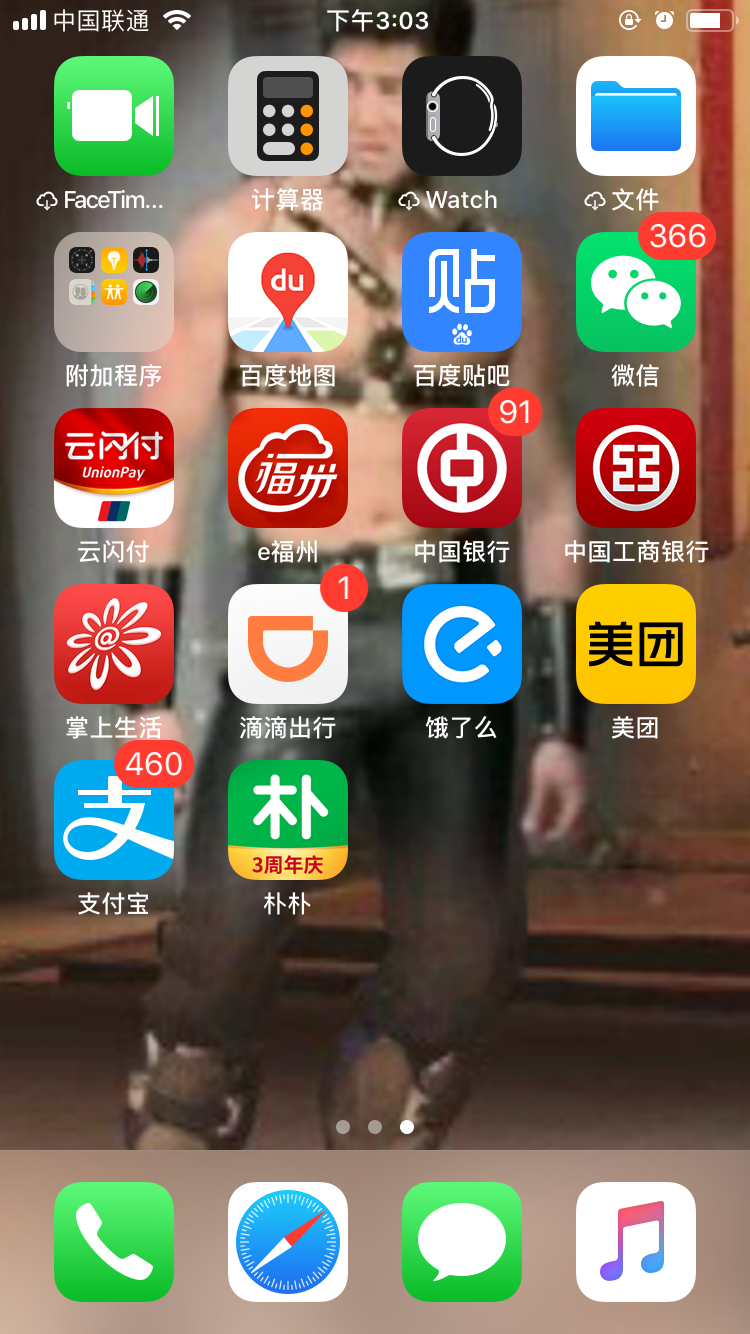 中国联通 下午3:03
FaceTim... 计算器 Watch 文件
366
du 贴 du
附加程序 百度地图 百度贴吧 微信
91
云闪付 UnionPay 福州
云闪付 e福州 中国银行 中国工商银行
1
@ 美团
掌上生活 滴滴出行 饿了么 美团
460
支 朴
3周年庆
支付宝 朴朴